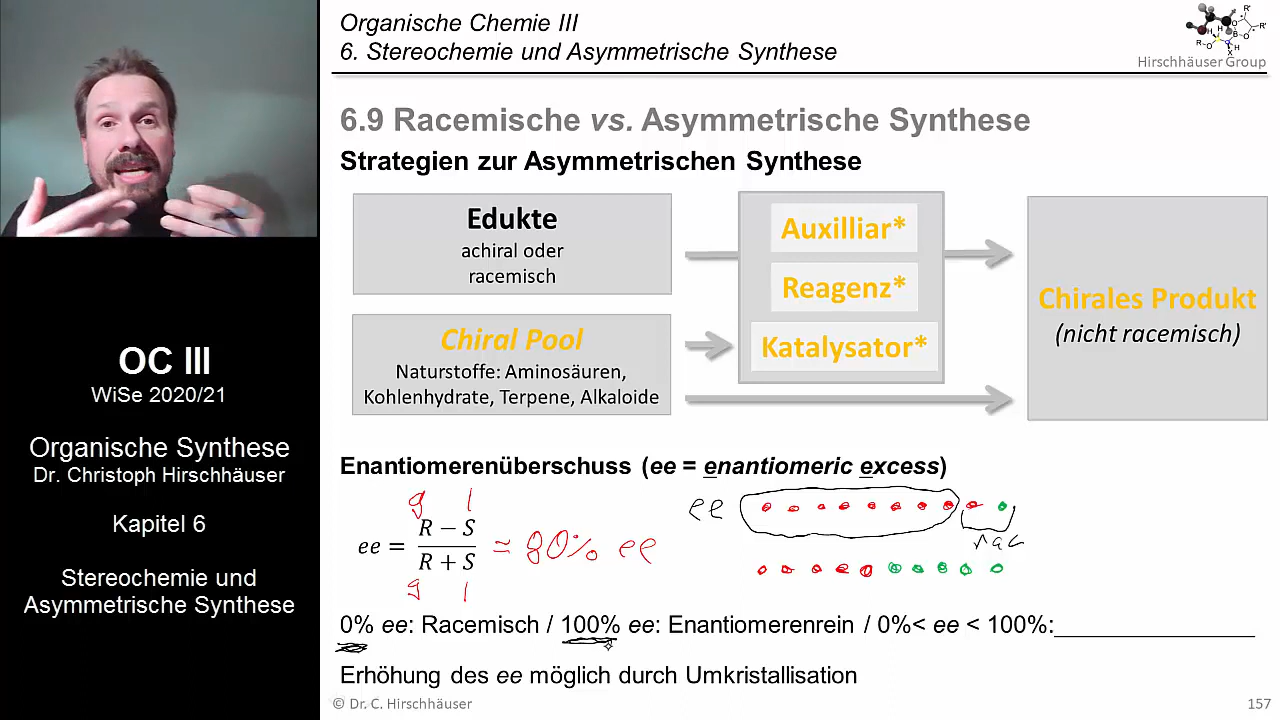 Organische Chemie III
6. Stereochemie und Asymmetrische Synthese
Hirschhäuser Group
6.9 Racemische vs. Asymmetrische Synthese
Strategien zur Asymmetrischen Synthese
Edukte
achiral oder
racemisch
Chiral Pool
Naturstoffe: Aminosäuren,
Kohlenhydrate, Terpene, Alkaloide
Auxilliar*
Reagenz*
Katalysator*
Chirales Produkt
(nicht racemisch)
OC III
WiSe 2020/21
Organische Synthese
Dr. Christoph Hirschhäuser
Kapitel 6
Stereochemie und
Asymmetrische Synthese
Enantiomerenüberschuss (ee = enantiomeric excess)
9 1
ee = R − S / R + S = 80% ee
9 1
ee
rac
0% ee: Racemisch / 100% ee: Enantiomerenrein / 0%< ee < 100%:_______________
Erhöhung des ee möglich durch Umkristallisation
© Dr. C. Hirschhäuser
157